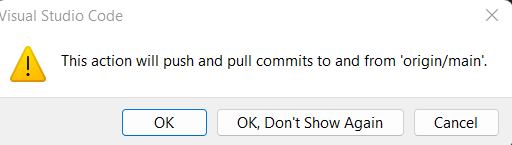 Visual Studio Code
This action will push and pull commits to and from 'origin/main'.
OK
OK, Don't Show Again
Cancel